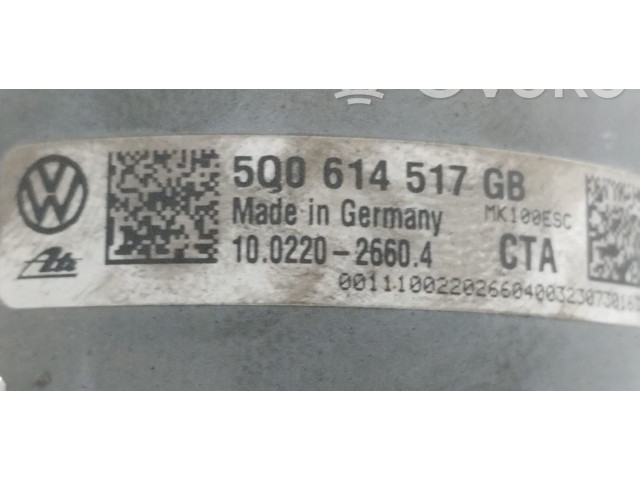 5Q0 614 517 GB
Made in Germany
MK100ESC
10.0220-2660.4
CTA
Ate